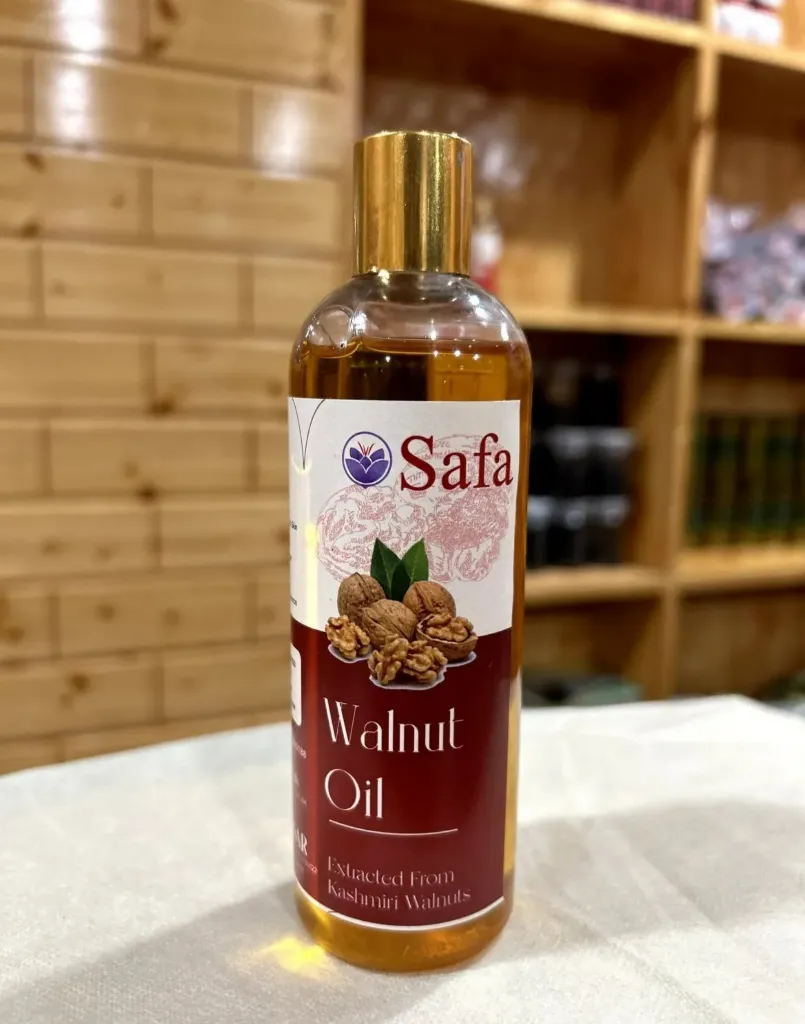 Safa
Walnut
Oil
Extracted From
Kashmiri Walnuts